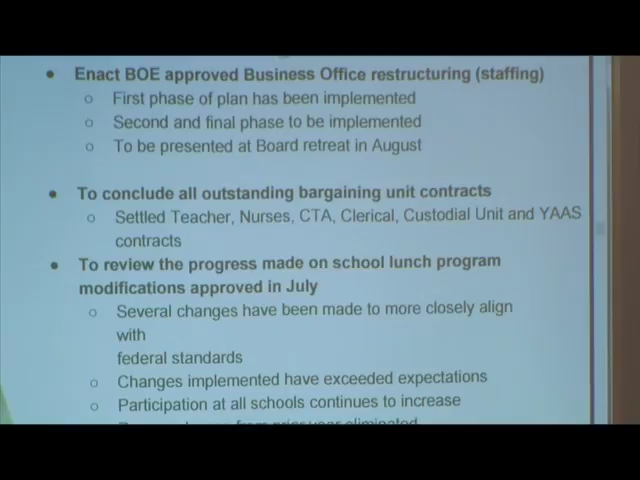 • Enact BOE approved Business Office restructuring (staffing)
○ First phase of plan has been implemented
○ Second and final phase to be implemented
○ To be presented at Board retreat in August
• To conclude all outstanding bargaining unit contracts
○ Settled Teacher, Nurses, CTA, Clerical, Custodial Unit and YAAS
contracts
• To review the progress made on school lunch program
modifications approved in July
○ Several changes have been made to more closely align
with
federal standards
○ Changes implemented have exceeded expectations
○ Participation at all schools continues to increase
from prior year eliminated